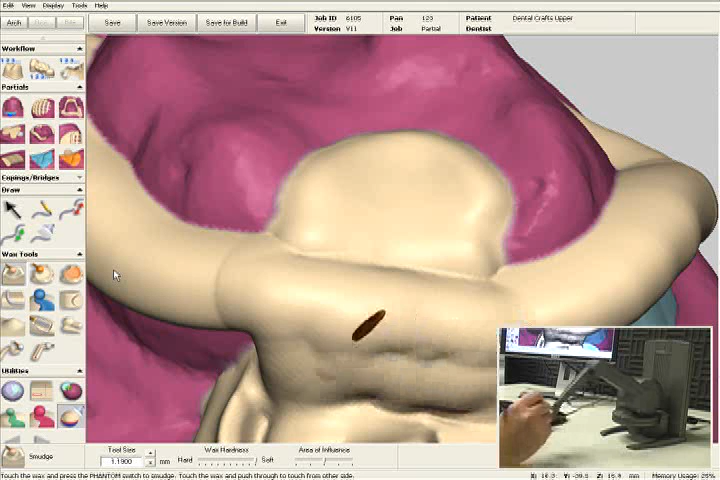 Edit View Display Tools Help
Arch
Save
Save Version
Save for Build
Exit
Job ID 6105
Version V11
Pan 123
Job Partial
Patient Dental Crafts Upper
Dentist
Workflow
Partials
Copings/Bridges
Draw
Wax Tools
Utilities
Smudge
Tool Size
1.1900 mm
Wax Hardness
Hard Soft
Area of Influence
Touch the wax and press the PHANTOM switch to smudge. Touch the wax and push through to touch from other side.
Memory Usage: 25%